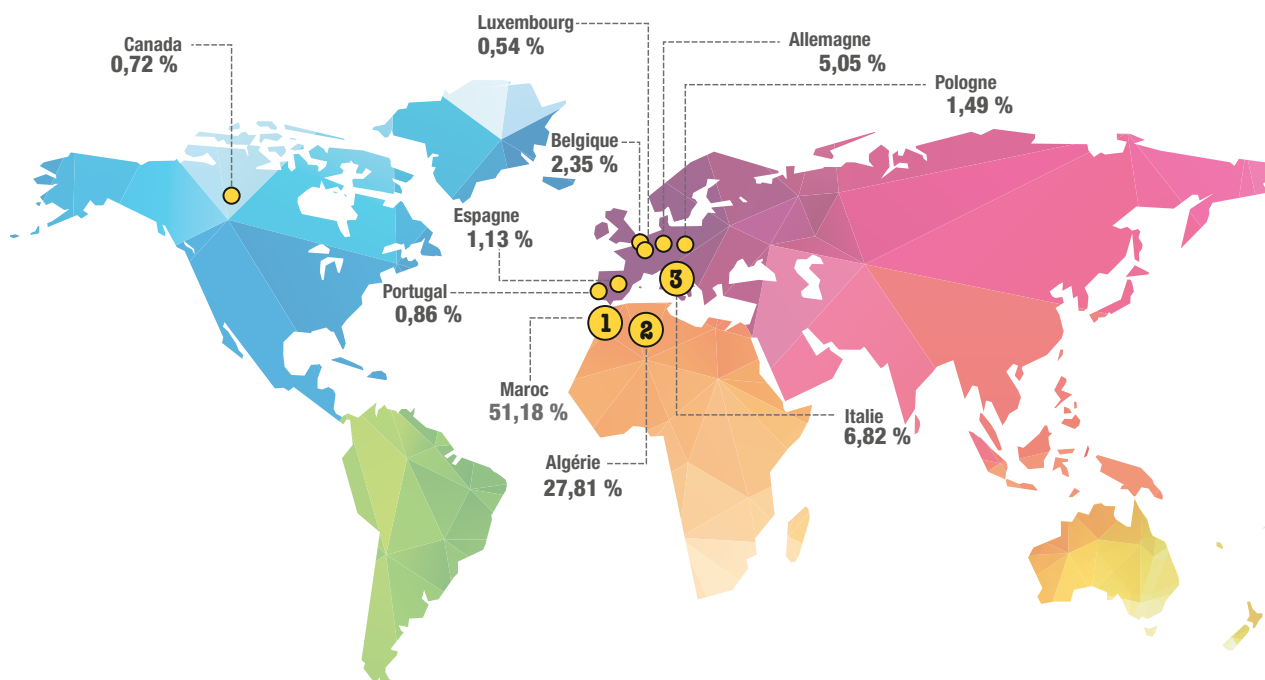 Luxembourg
0,54 %
Canada
0,72 %
Allemagne
5,05 %
Pologne
1,49 %
Belgique
2,35 %
Espagne
1,13 %
Portugal
0,86 %
3
1
2
Maroc
51,18 %
Italie
6,82 %
Algérie
27,81 %